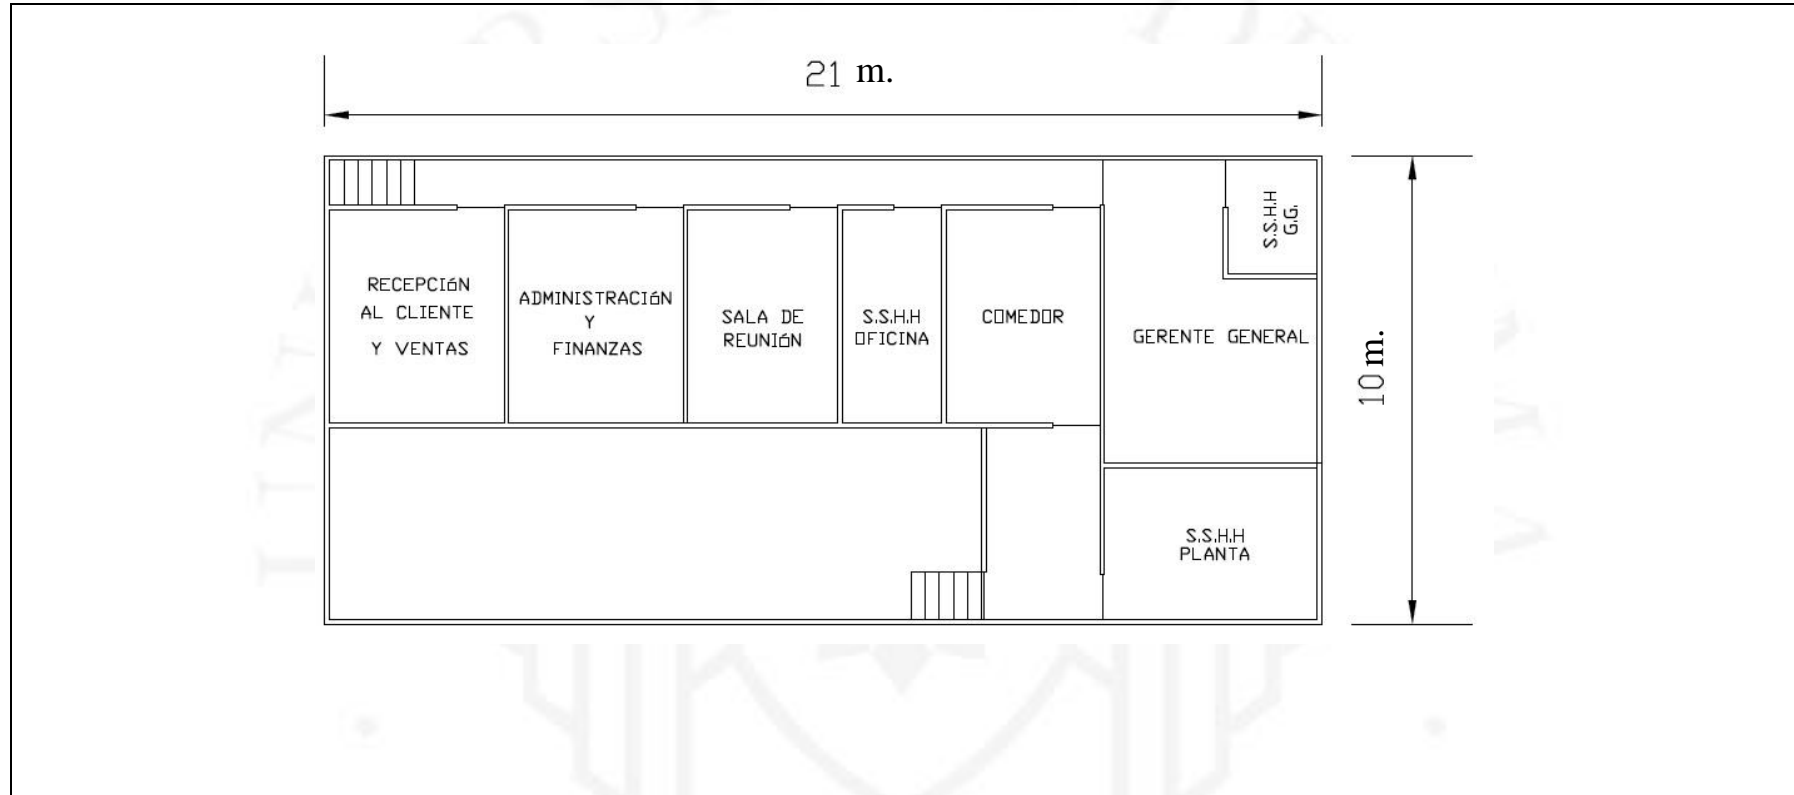 21 m.
S.S.H.H
G.G.
RECEPCIóN
AL CLIENTE
Y VENTAS
ADMINISTRACIóN
Y
FINANZAS
SALA DE
REUNIóN
S.S.H.H
OFICINA
COMEDOR
GERENTE GENERAL
10 m.
S.S.H.H
PLANTA